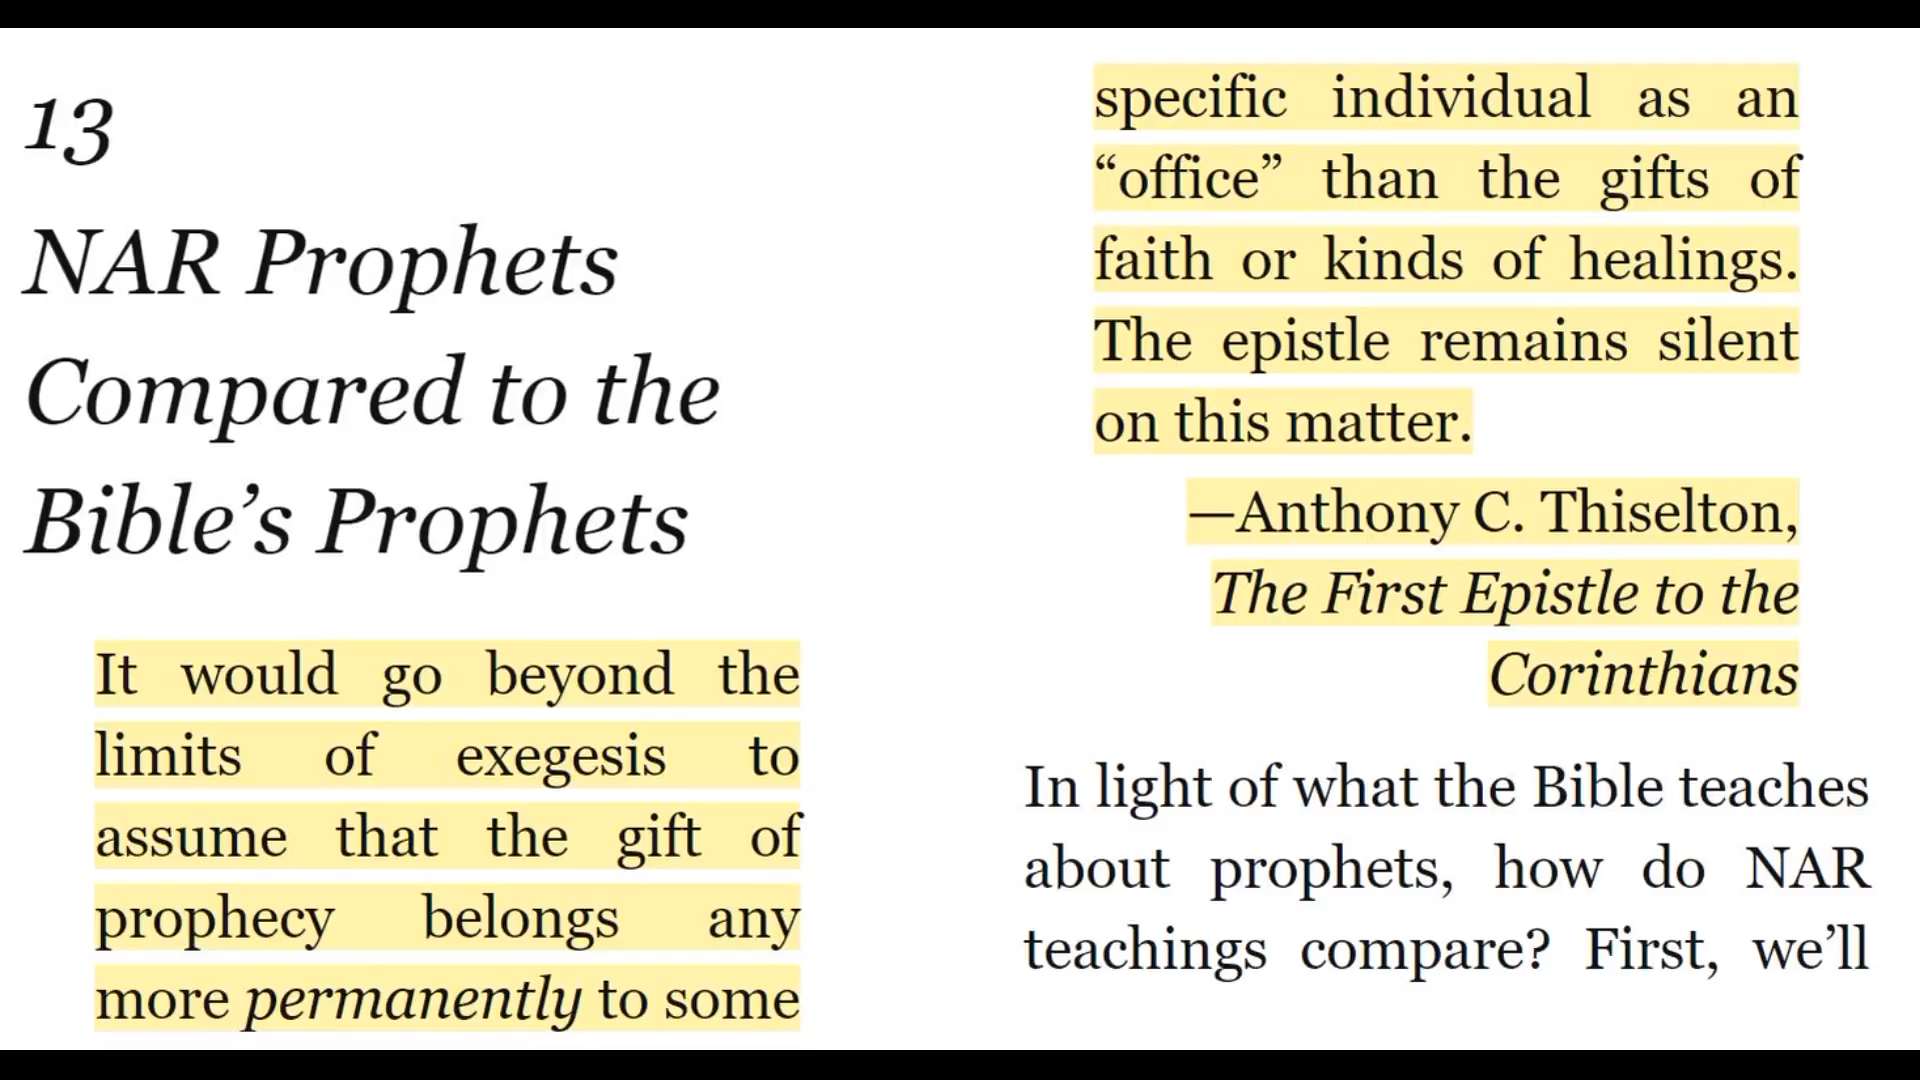 13
NAR Prophets
Compared to the
Bible’s Prophets
It would go beyond the
limits of exegesis to
assume that the gift of
prophecy belongs any
more permanently to some
specific individual as an
“office” than the gifts of
faith or kinds of healings.
The epistle remains silent
on this matter.
—Anthony C. Thiselton,
The First Epistle to the
Corinthians
In light of what the Bible teaches
about prophets, how do NAR
teachings compare? First, we’ll